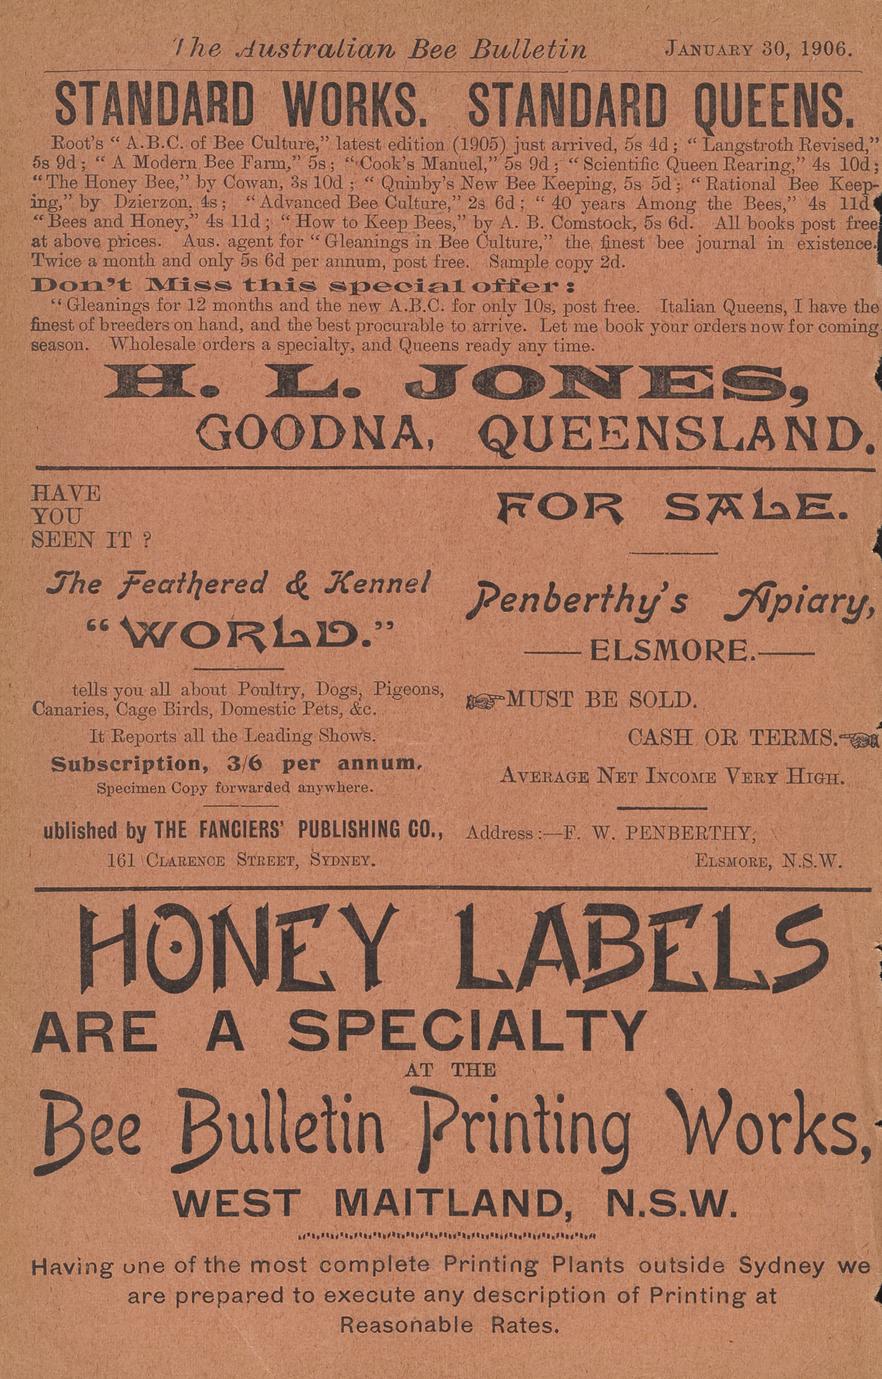 The Australian Bee Bulletin JANUARY 30, 1906.
STANDARD WORKS. STANDARD QUEENS.
Root's “ A.B.C. of Bee Culture,” latest edition (1905) just arrived, 5s 4d ; “ Langstroth Revised,”
5s 9d ; “ A Modern Bee Farm,” 5s ; “ Cook's Manuel,” 5s 9d ; “ Scientific Queen Rearing,” 4s 10d ;
“ The Honey Bee,” by Cowan, 3s 10d ; “ Quinby's New Bee Keeping, 5s 5d ; “ Rational Bee Keep-
ing,” by Dzierzon, 4s ; “ Advanced Bee Culture,” 2s 6d ; “ 40 years Among the Bees,” 4s 11d
“ Bees and Honey,” 4s 11d ; “ How to Keep Bees,” by A. B. Comstock, 5s 6d. All books post free
at above prices. Aus. agent for “ Gleanings in Bee Culture,” the finest bee journal in existence.
Twice a month and only 5s 6d per annum, post free. Sample copy 2d.
Don't Miss this special offer :
“ Gleanings for 12 months and the new A.B.C. for only 10s, post free. Italian Queens, I have the
finest of breeders on hand, and the best procurable to arrive. Let me book your orders now for coming
season. Wholesale orders a specialty, and Queens ready any time.
H. L. JONES,
GOODNA, QUEENSLAND.
HAVE
YOU
SEEN IT ?
The Feathered & Kennel
“WORLD.”
tells you all about Poultry, Dogs, Pigeons,
Canaries, Cage Birds, Domestic Pets, &c.
It Reports all the Leading Shows.
Subscription, 3/6 per annum.
Specimen Copy forwarded anywhere.
ublished by THE FANCIERS' PUBLISHING CO.,
161 CLARENCE STREET, SYDNEY.
FOR SALE.
Penberthy's Apiary,
ELSMORE.
MUST BE SOLD.
CASH OR TERMS.
AVERAGE NET INCOME VERY HIGH.
Address :—F. W. PENBERTHY,
ELSMORE, N.S.W.
HONEY LABELS
ARE A SPECIALTY
AT THE
Bee Bulletin Printing Works,
WEST MAITLAND, N.S.W.
Having one of the most complete Printing Plants outside Sydney we
are prepared to execute any description of Printing at
Reasonable Rates.